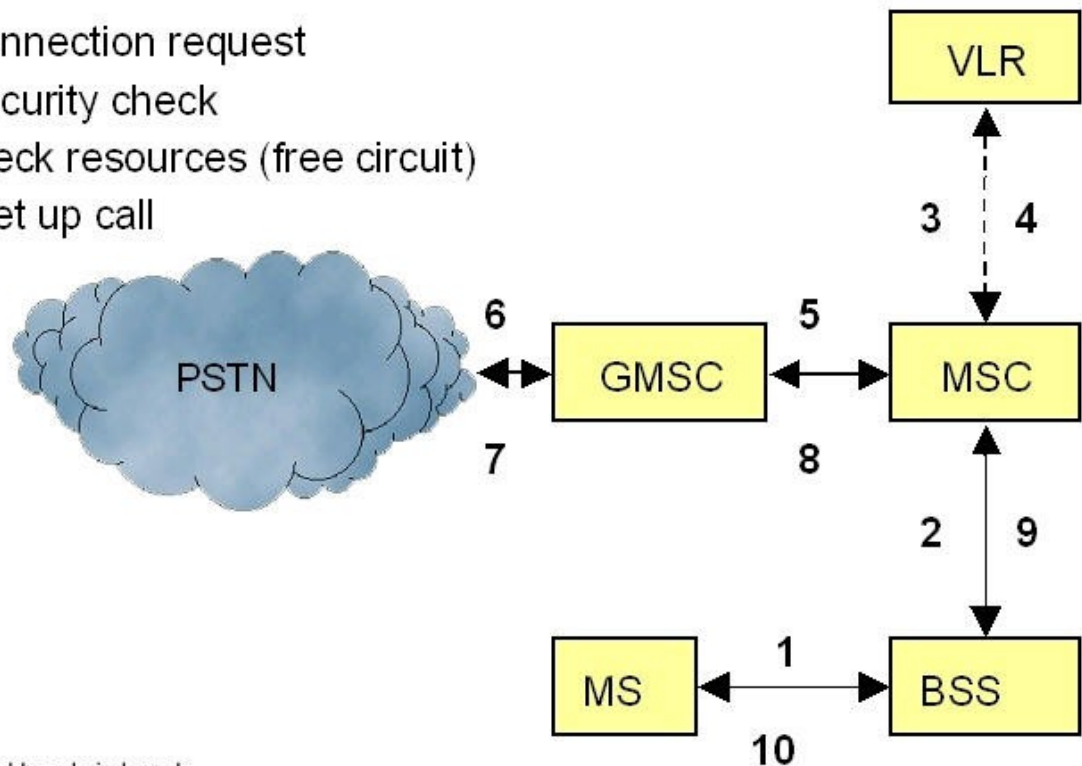 nnection request
curity check
eck resources (free circuit)
et up call
VLR
3 4
6
5
PSTN
GMSC
MSC
7
8
2 9
1
MS
BSS
10